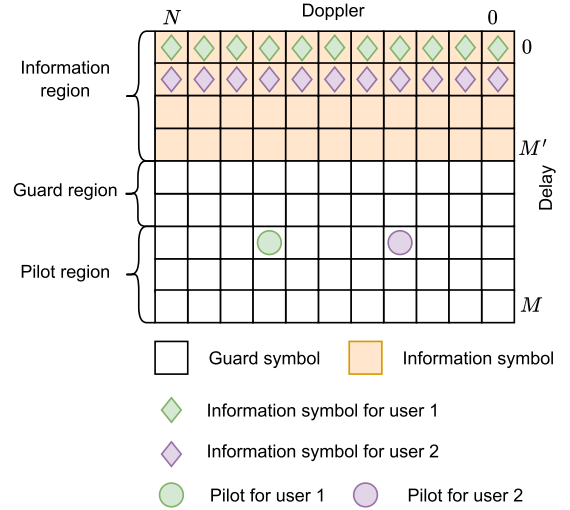 N Doppler 0
0
Information
region
M′
Guard region
Delay
Pilot region
M
Guard symbol Information symbol
Information symbol for user 1
Information symbol for user 2
Pilot for user 1 Pilot for user 2